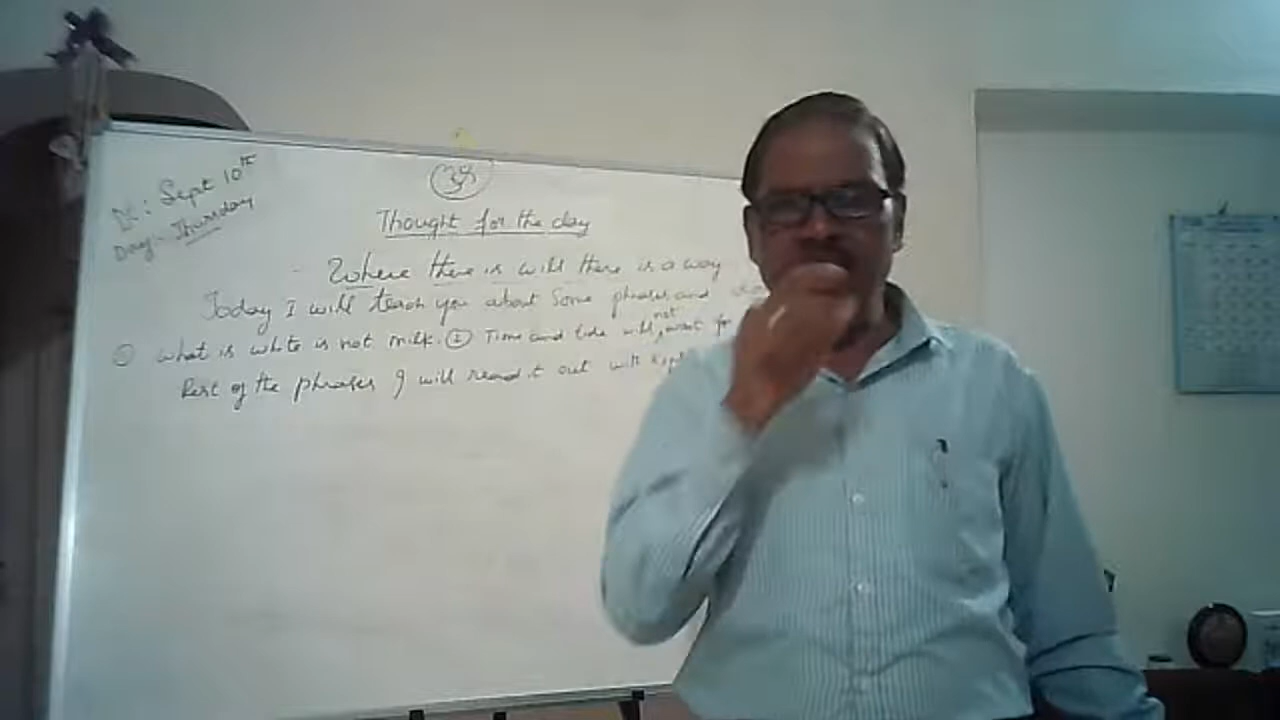 Dt: Sept 10th
Day- Thursday
ॐ
Thought for the day
Where there is will there is a way
Today I will teach you about Some phrases and
① What is white is not milk. ② Time and tide will not wait for
Rest of the phrases I will read it out with